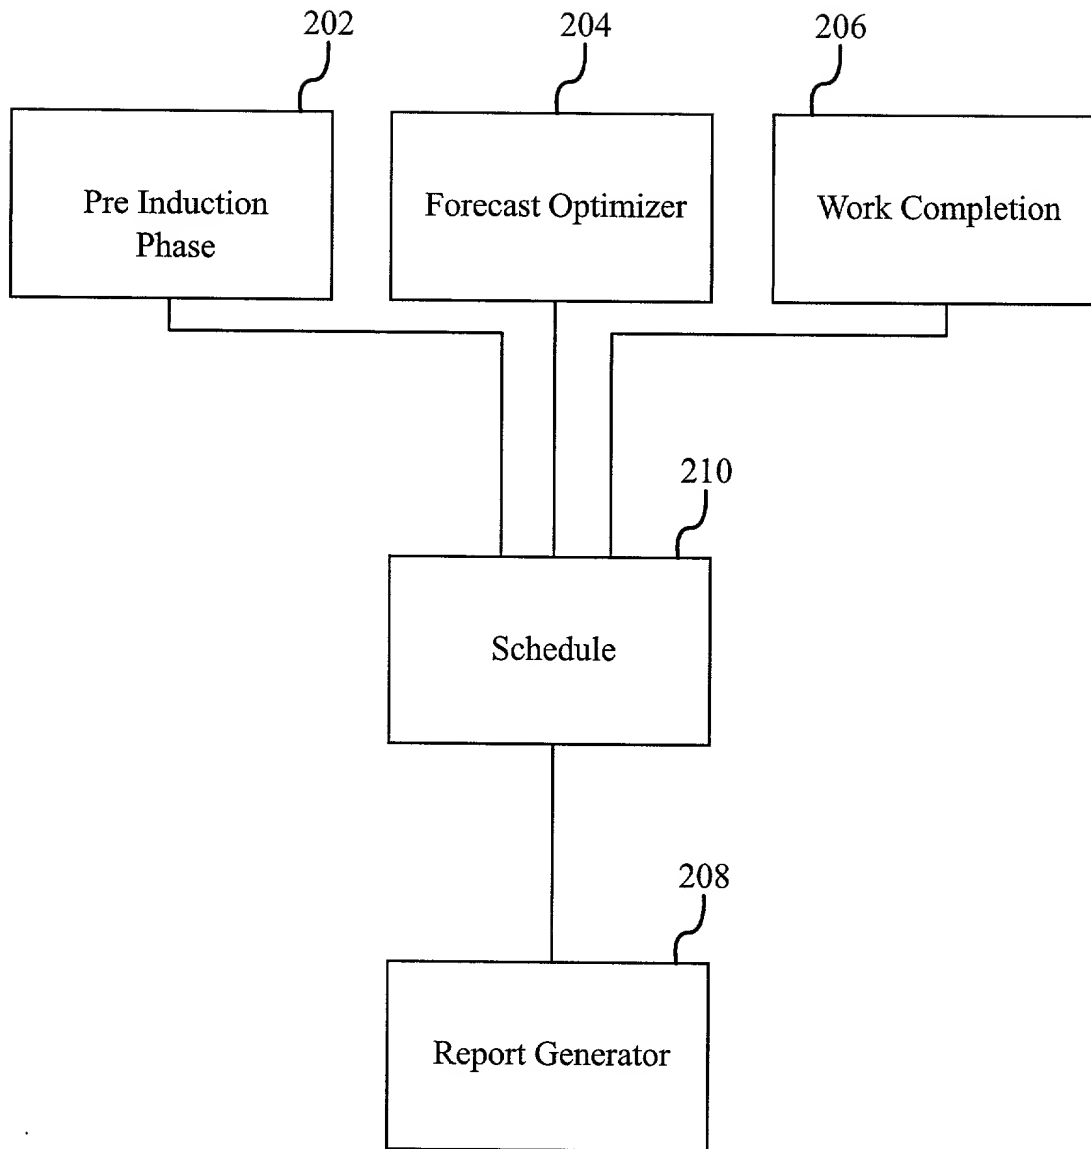 202
204
206
Pre Induction
Phase
Forecast Optimizer
Work Completion
210
Schedule
208
Report Generator